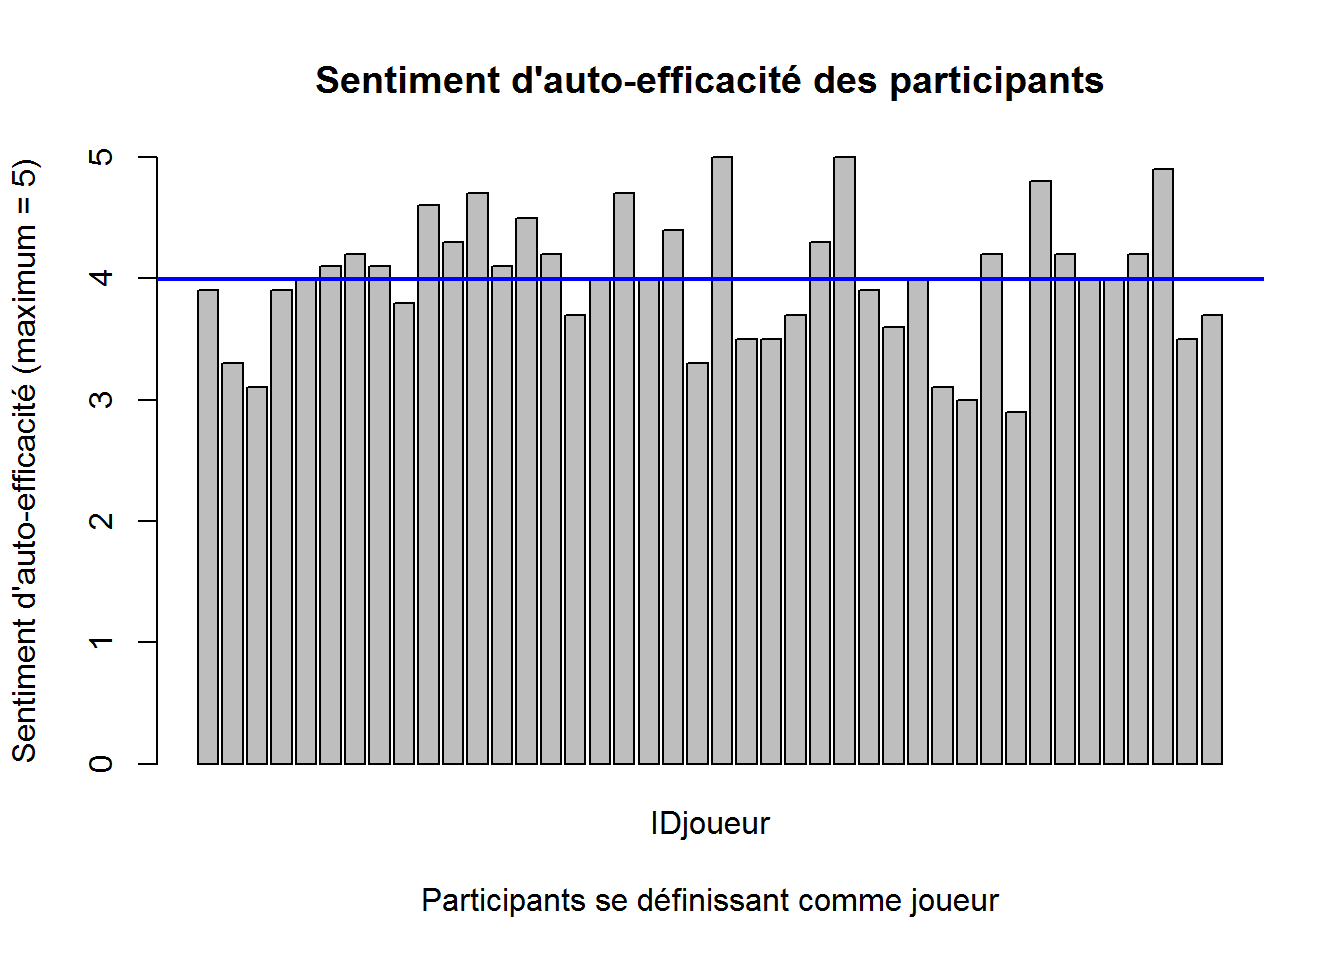 Sentiment d'auto-efficacité des participants
Sentiment d'auto-efficacité (maximum = 5)
5
4
3
2
1
0
IDjoueur
Participants se définissant comme joueur